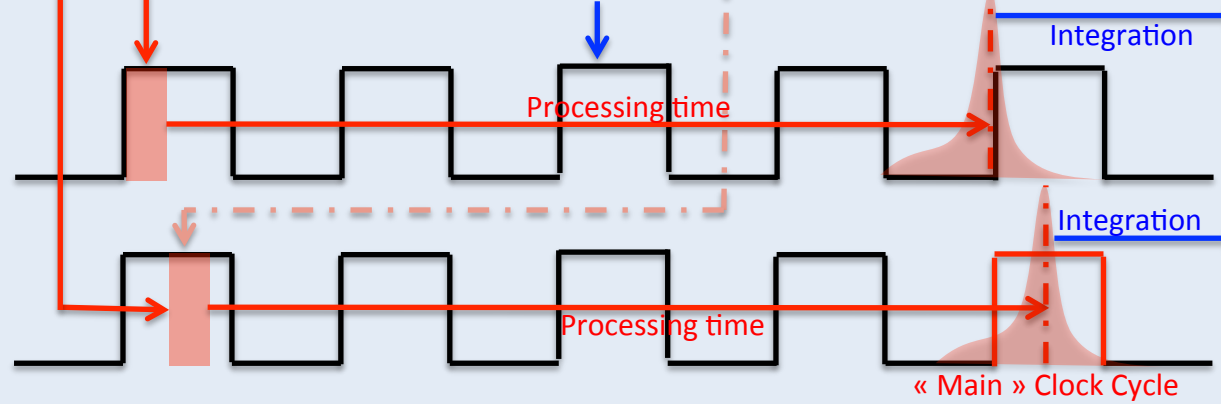 Integration
Processing time
Integration
Processing time
« Main » Clock Cycle